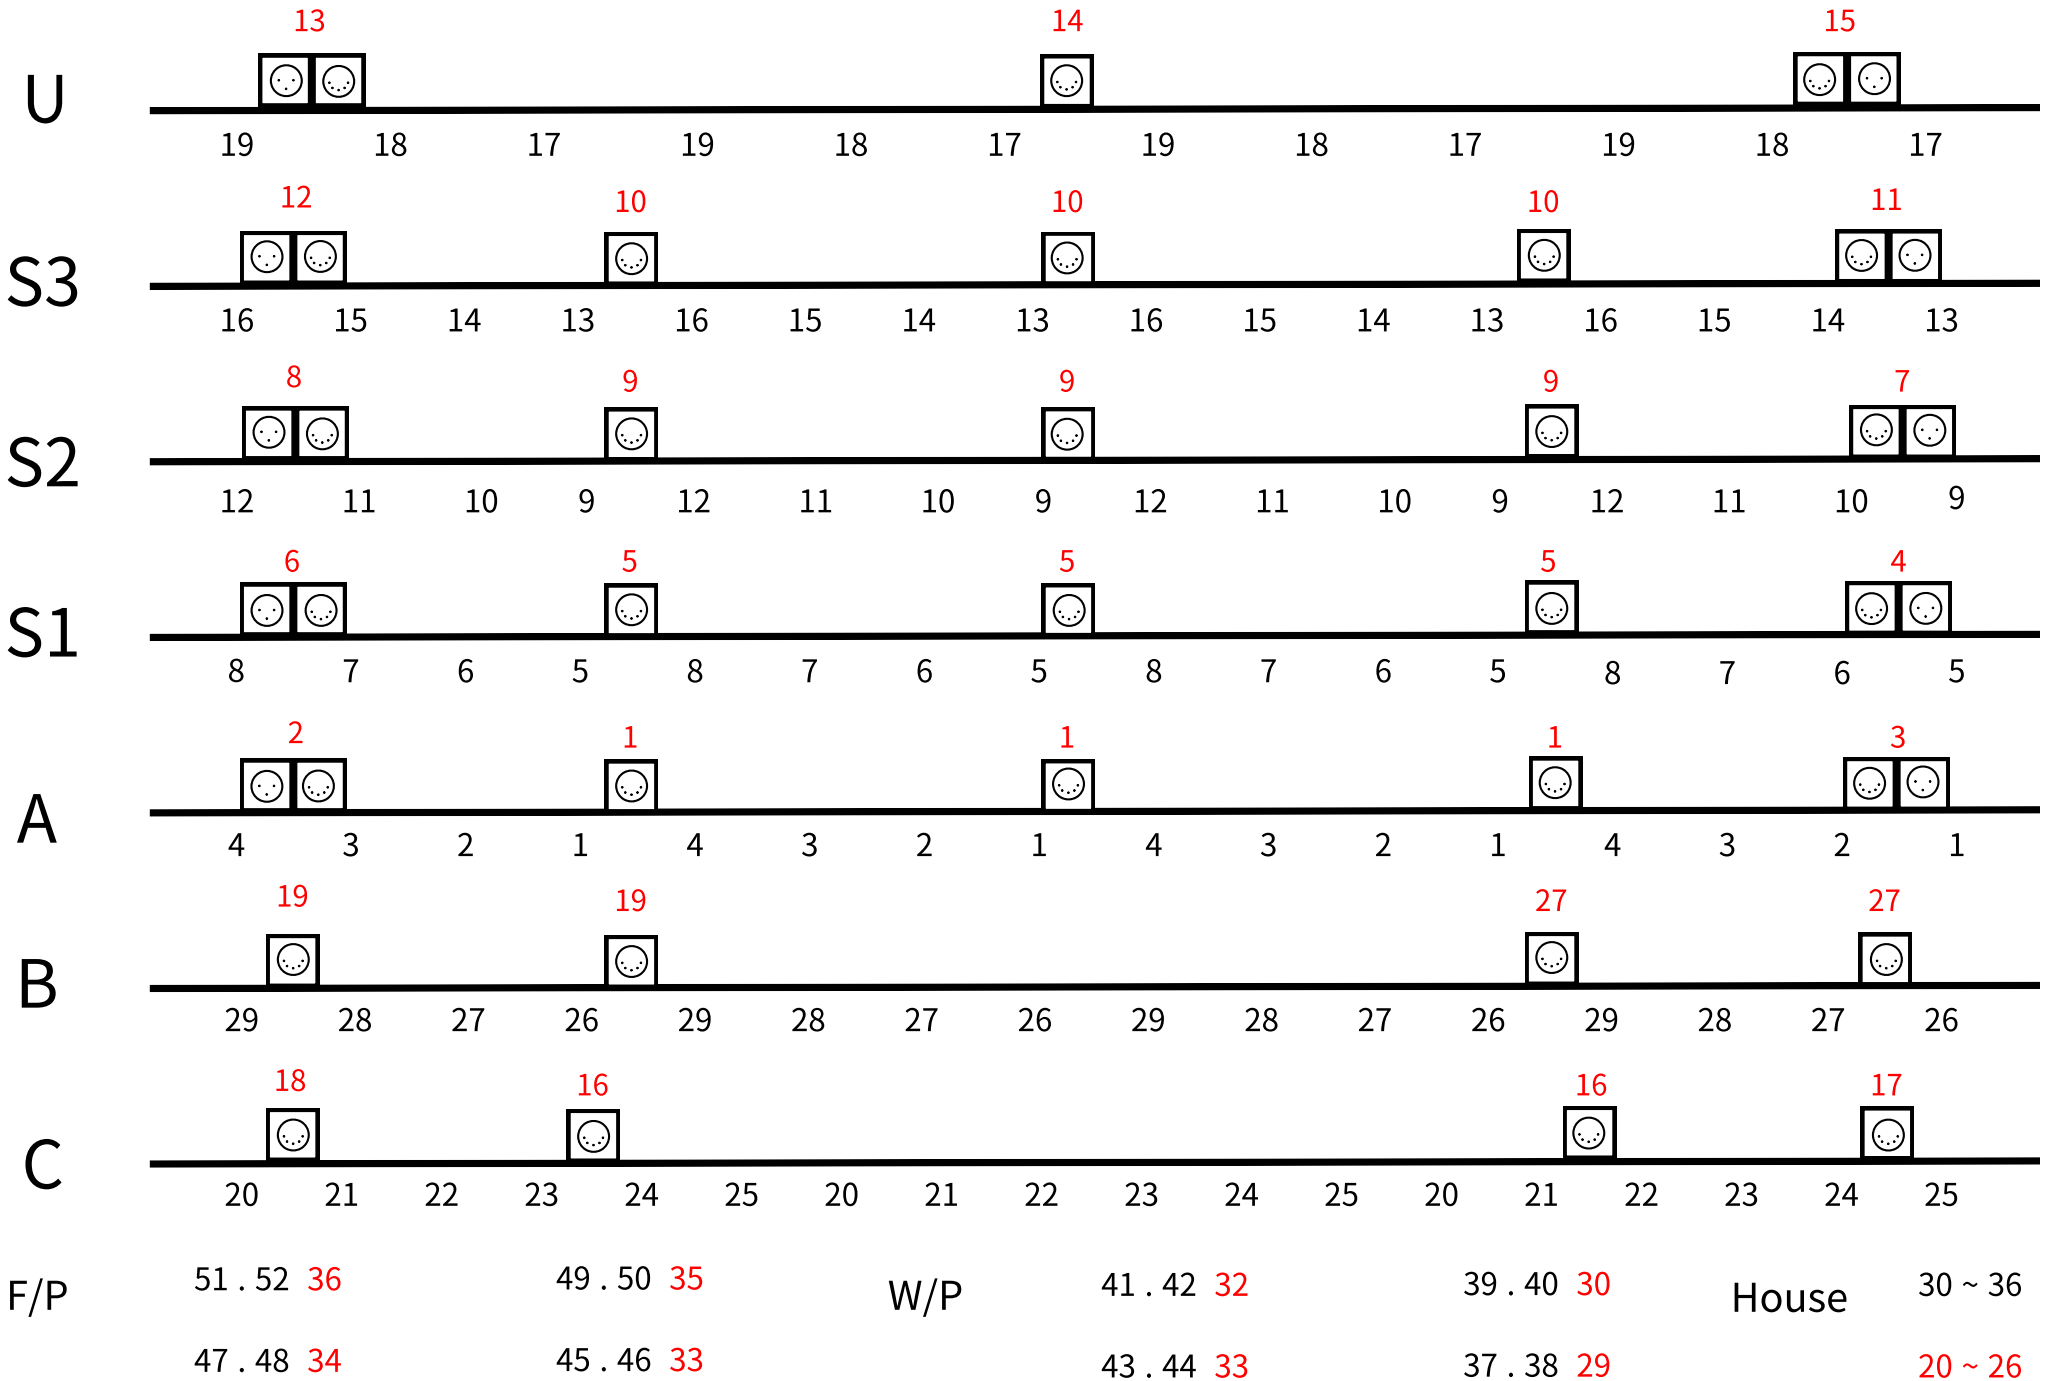 13 14 15
U
19 18 17 19 18 17 19 18 17 19 18 17
12 10 10 10 11
S3
16 15 14 13 16 15 14 13 16 15 14 13 16 15 14 13
8 9 9 9 7
S2
12 11 10 9 12 11 10 9 12 11 10 9 12 11 10 9
6 5 5 5 4
S1
8 7 6 5 8 7 6 5 8 7 6 5 8 7 6 5
2 1 1 1 3
A
4 3 2 1 4 3 2 1 4 3 2 1 4 3 2 1
19 19 27 27
B
29 28 27 26 29 28 27 26 29 28 27 26 29 28 27 26
18 16 16 17
C
20 21 22 23 24 25 20 21 22 23 24 25 20 21 22 23 24 25
F/P 51 . 52 36 49 . 50 35 W/P 41 . 42 32 39 . 40 30 House 30 ~ 36
47 . 48 34 45 . 46 33 43 . 44 33 37 . 38 29 20 ~ 26